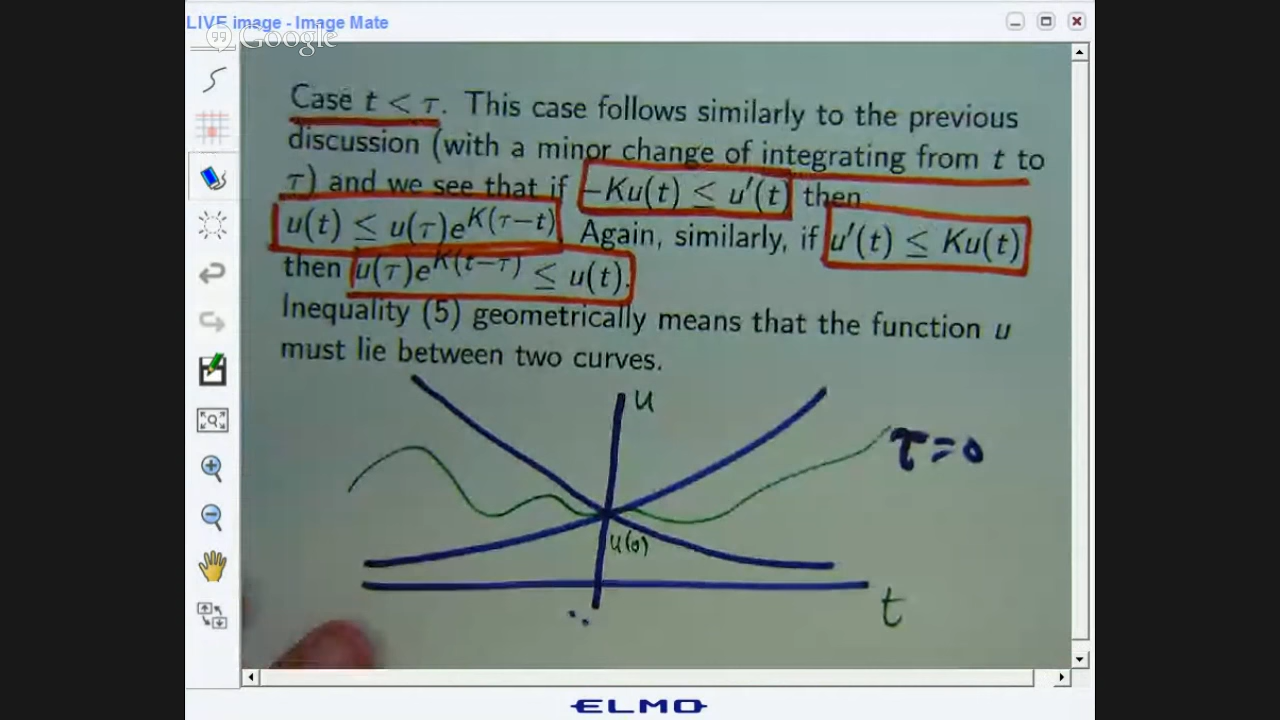 LIVE image - Image Mate
Google
Case t < τ. This case follows similarly to the previous
discussion (with a minor change of integrating from t to
τ) and we see that if −Ku(t) ≤ u′(t) then
u(t) ≤ u(τ)e^{K(τ−t)} Again, similarly, if u′(t) ≤ Ku(t)
then u(τ)e^{K(t−τ)} ≤ u(t).
Inequality (5) geometrically means that the function u
must lie between two curves.
u
τ=0
u(0)
t
ELMO